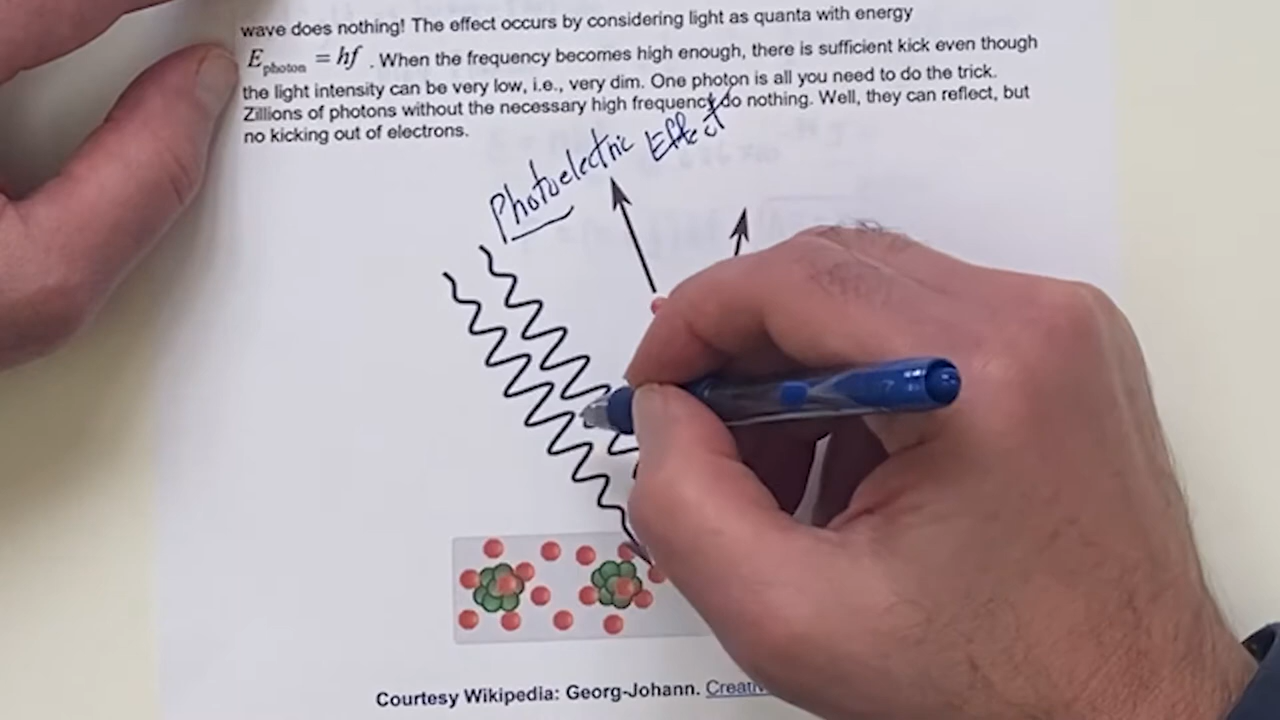 wave does nothing! The effect occurs by considering light as quanta with energy
E photon = hf . When the frequency becomes high enough, there is sufficient kick even though
the light intensity can be very low, i.e., very dim. One photon is all you need to do the trick.
Zillions of photons without the necessary high frequency do nothing. Well, they can reflect, but
no kicking out of electrons.
Photoelectric Effect
Courtesy Wikipedia: Georg-Johann. Creativ